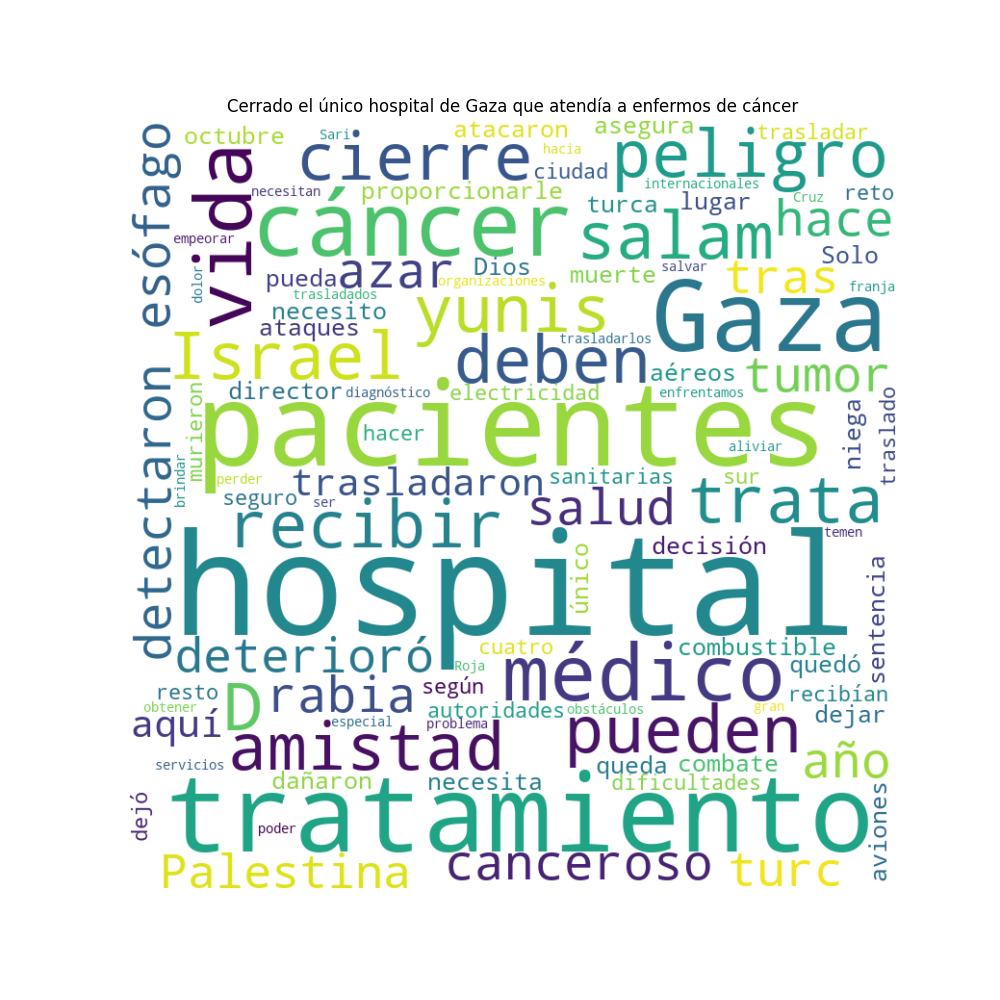 Cerrado el único hospital de Gaza que atendía a enfermos de cáncer
octubre
Sari
cierre
atacaron
hacia
asegura
peligro
trasladar
esófago
vida
necesitan
proporcionarle
ciudad
internacionales
turca
lugar
Cruz
reto
cáncer
salam
hace
empeorar
dolor
pueda
azar
Dios
organizaciones
muerte
salvar
tras
Solo
franja
trasladados
necesito
ataques
yunis
trasladarlos
Gaza
Israel
deben
aéreos
tumor
director
diagnóstico
electricidad
enfrentamos
detectaron
murieron
pacientes
hacer
aliviar
niega
traslado
brindar
perder
seguro
ser
trasladaron
sanitarias
sur
recibir
salud
trata
temen
decisión
hospital
único
sentencia
deterioró
Roja
cuatro
combustible
quedó
resto
obtener
D
rabia
según
médico
autoridades
obstáculos
gran
recibían
dejar
aquí
especial
problema
pueden
servicios
amistad
queda
combate
año
dañaron
necesita
dificultades
dejó
poder
tratamiento
aviones
Palestina
canceroso
turc